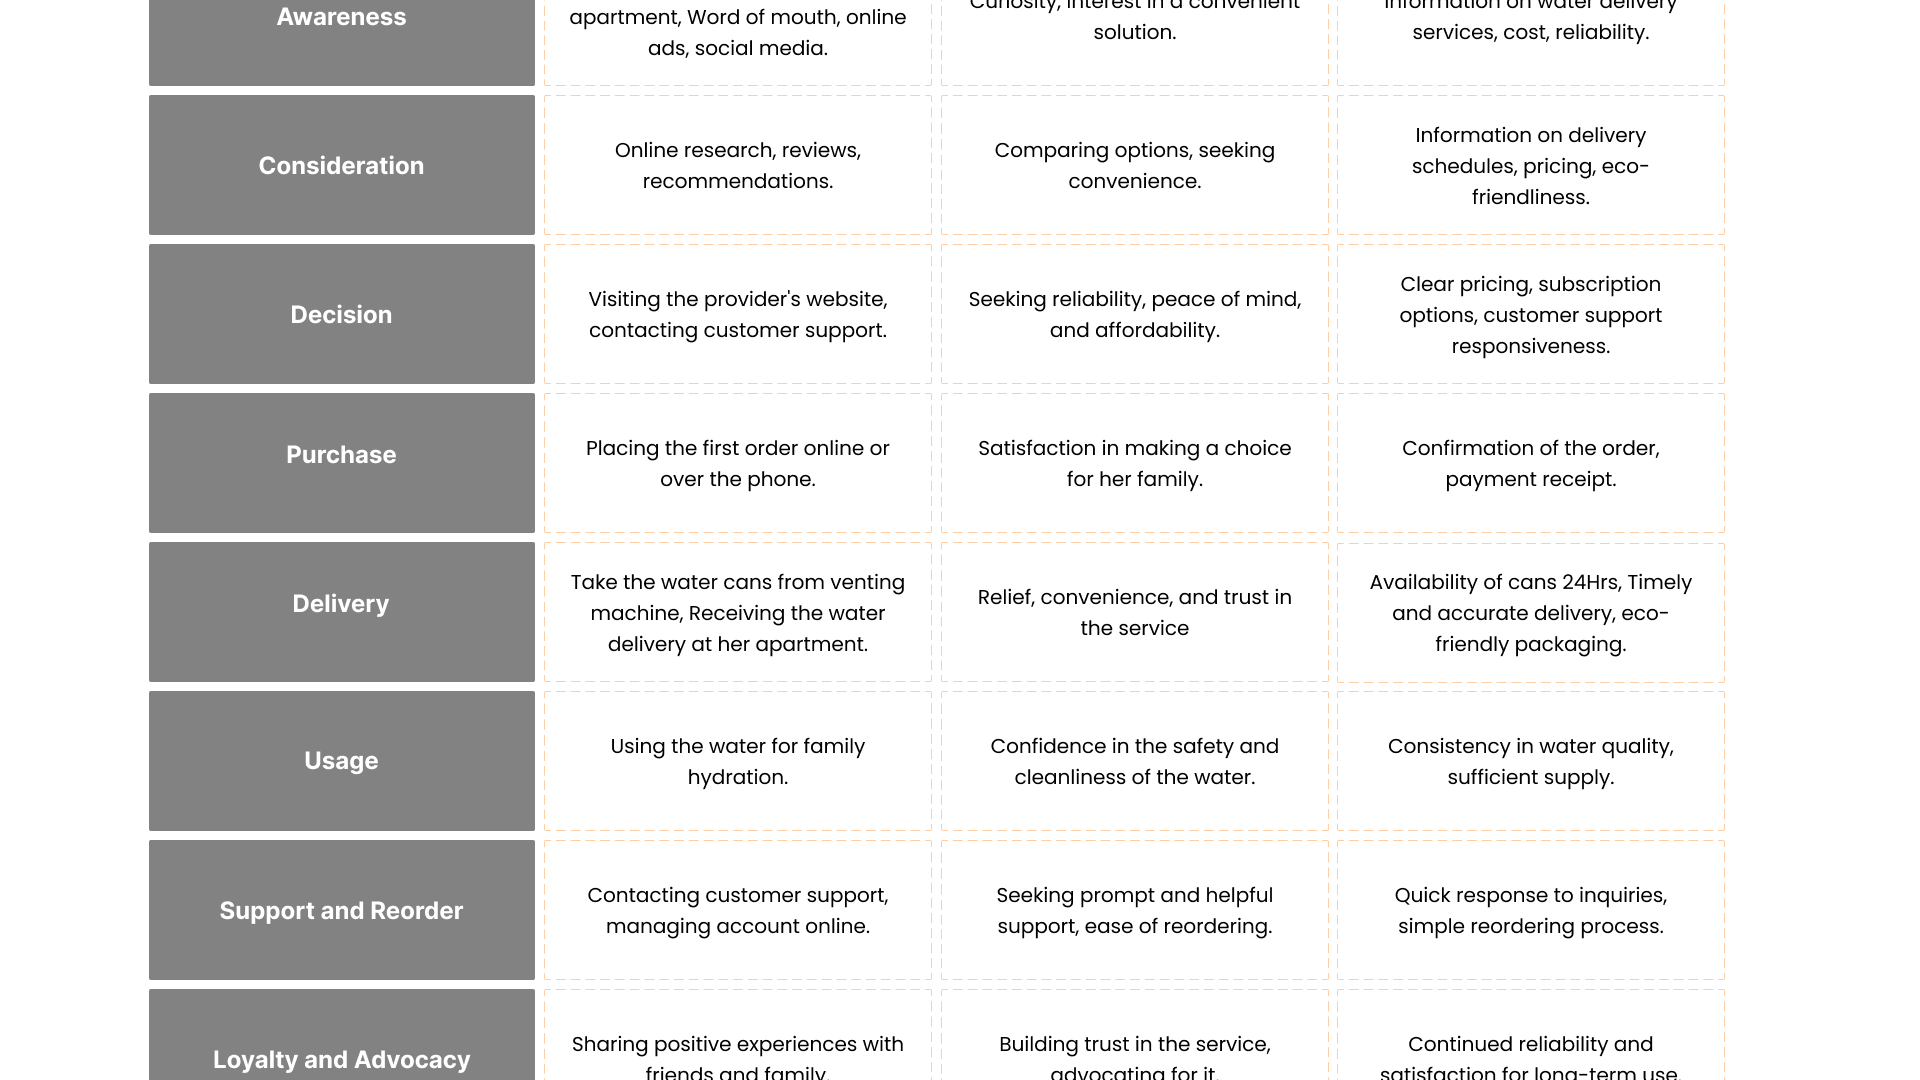 Awareness
apartment, Word of mouth, online
ads, social media.
Curiosity, interest in a convenient
solution.
Information on water delivery
services, cost, reliability.
Consideration
Online research, reviews,
recommendations.
Comparing options, seeking
convenience.
Information on delivery
schedules, pricing, eco-
friendliness.
Decision
Visiting the provider's website,
contacting customer support.
Seeking reliability, peace of mind,
and affordability.
Clear pricing, subscription
options, customer support
responsiveness.
Purchase
Placing the first order online or
over the phone.
Satisfaction in making a choice
for her family.
Confirmation of the order,
payment receipt.
Delivery
Take the water cans from venting
machine, Receiving the water
delivery at her apartment.
Relief, convenience, and trust in
the service
Availability of cans 24Hrs, Timely
and accurate delivery, eco-
friendly packaging.
Usage
Using the water for family
hydration.
Confidence in the safety and
cleanliness of the water.
Consistency in water quality,
sufficient supply.
Support and Reorder
Contacting customer support,
managing account online.
Seeking prompt and helpful
support, ease of reordering.
Quick response to inquiries,
simple reordering process.
Loyalty and Advocacy
Sharing positive experiences with
friends and family.
Building trust in the service,
advocating for it.
Continued reliability and
satisfaction for long-term use.